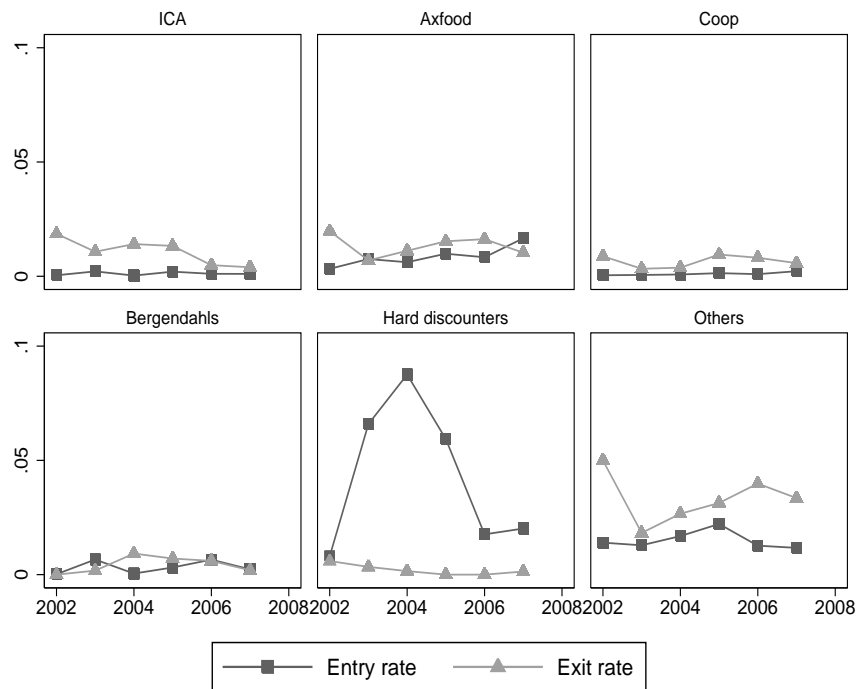 ICA Axfood Coop
.1
.05
0
Bergendahls Hard discounters Others
.1
.05
0
2002 2004 2006 2008 2002 2004 2006 2008 2002 2004 2006 2008
Entry rate Exit rate